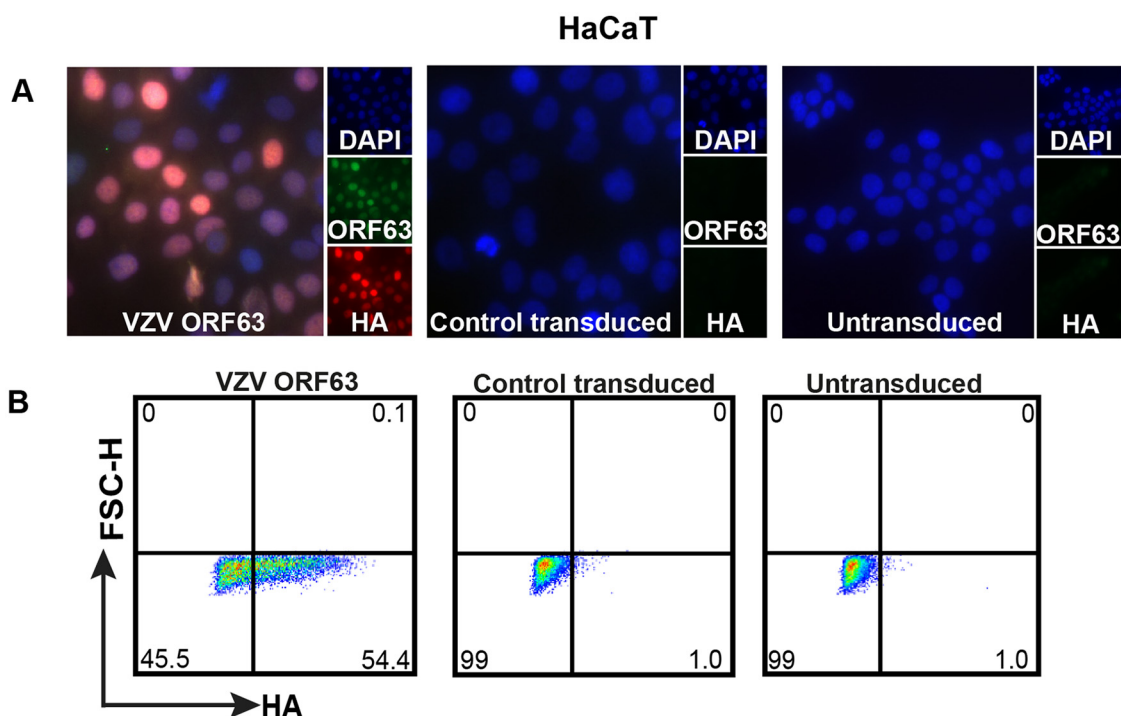 HaCaT
A
DAPI
ORF63
VZV ORF63
HA
DAPI
ORF63
Control transduced
HA
DAPI
ORF63
Untransduced
HA
B
VZV ORF63
Control transduced
Untransduced
FSC-H
0 0.1
45.5 54.4
0 0
99 1.0
0 0
99 1.0
HA